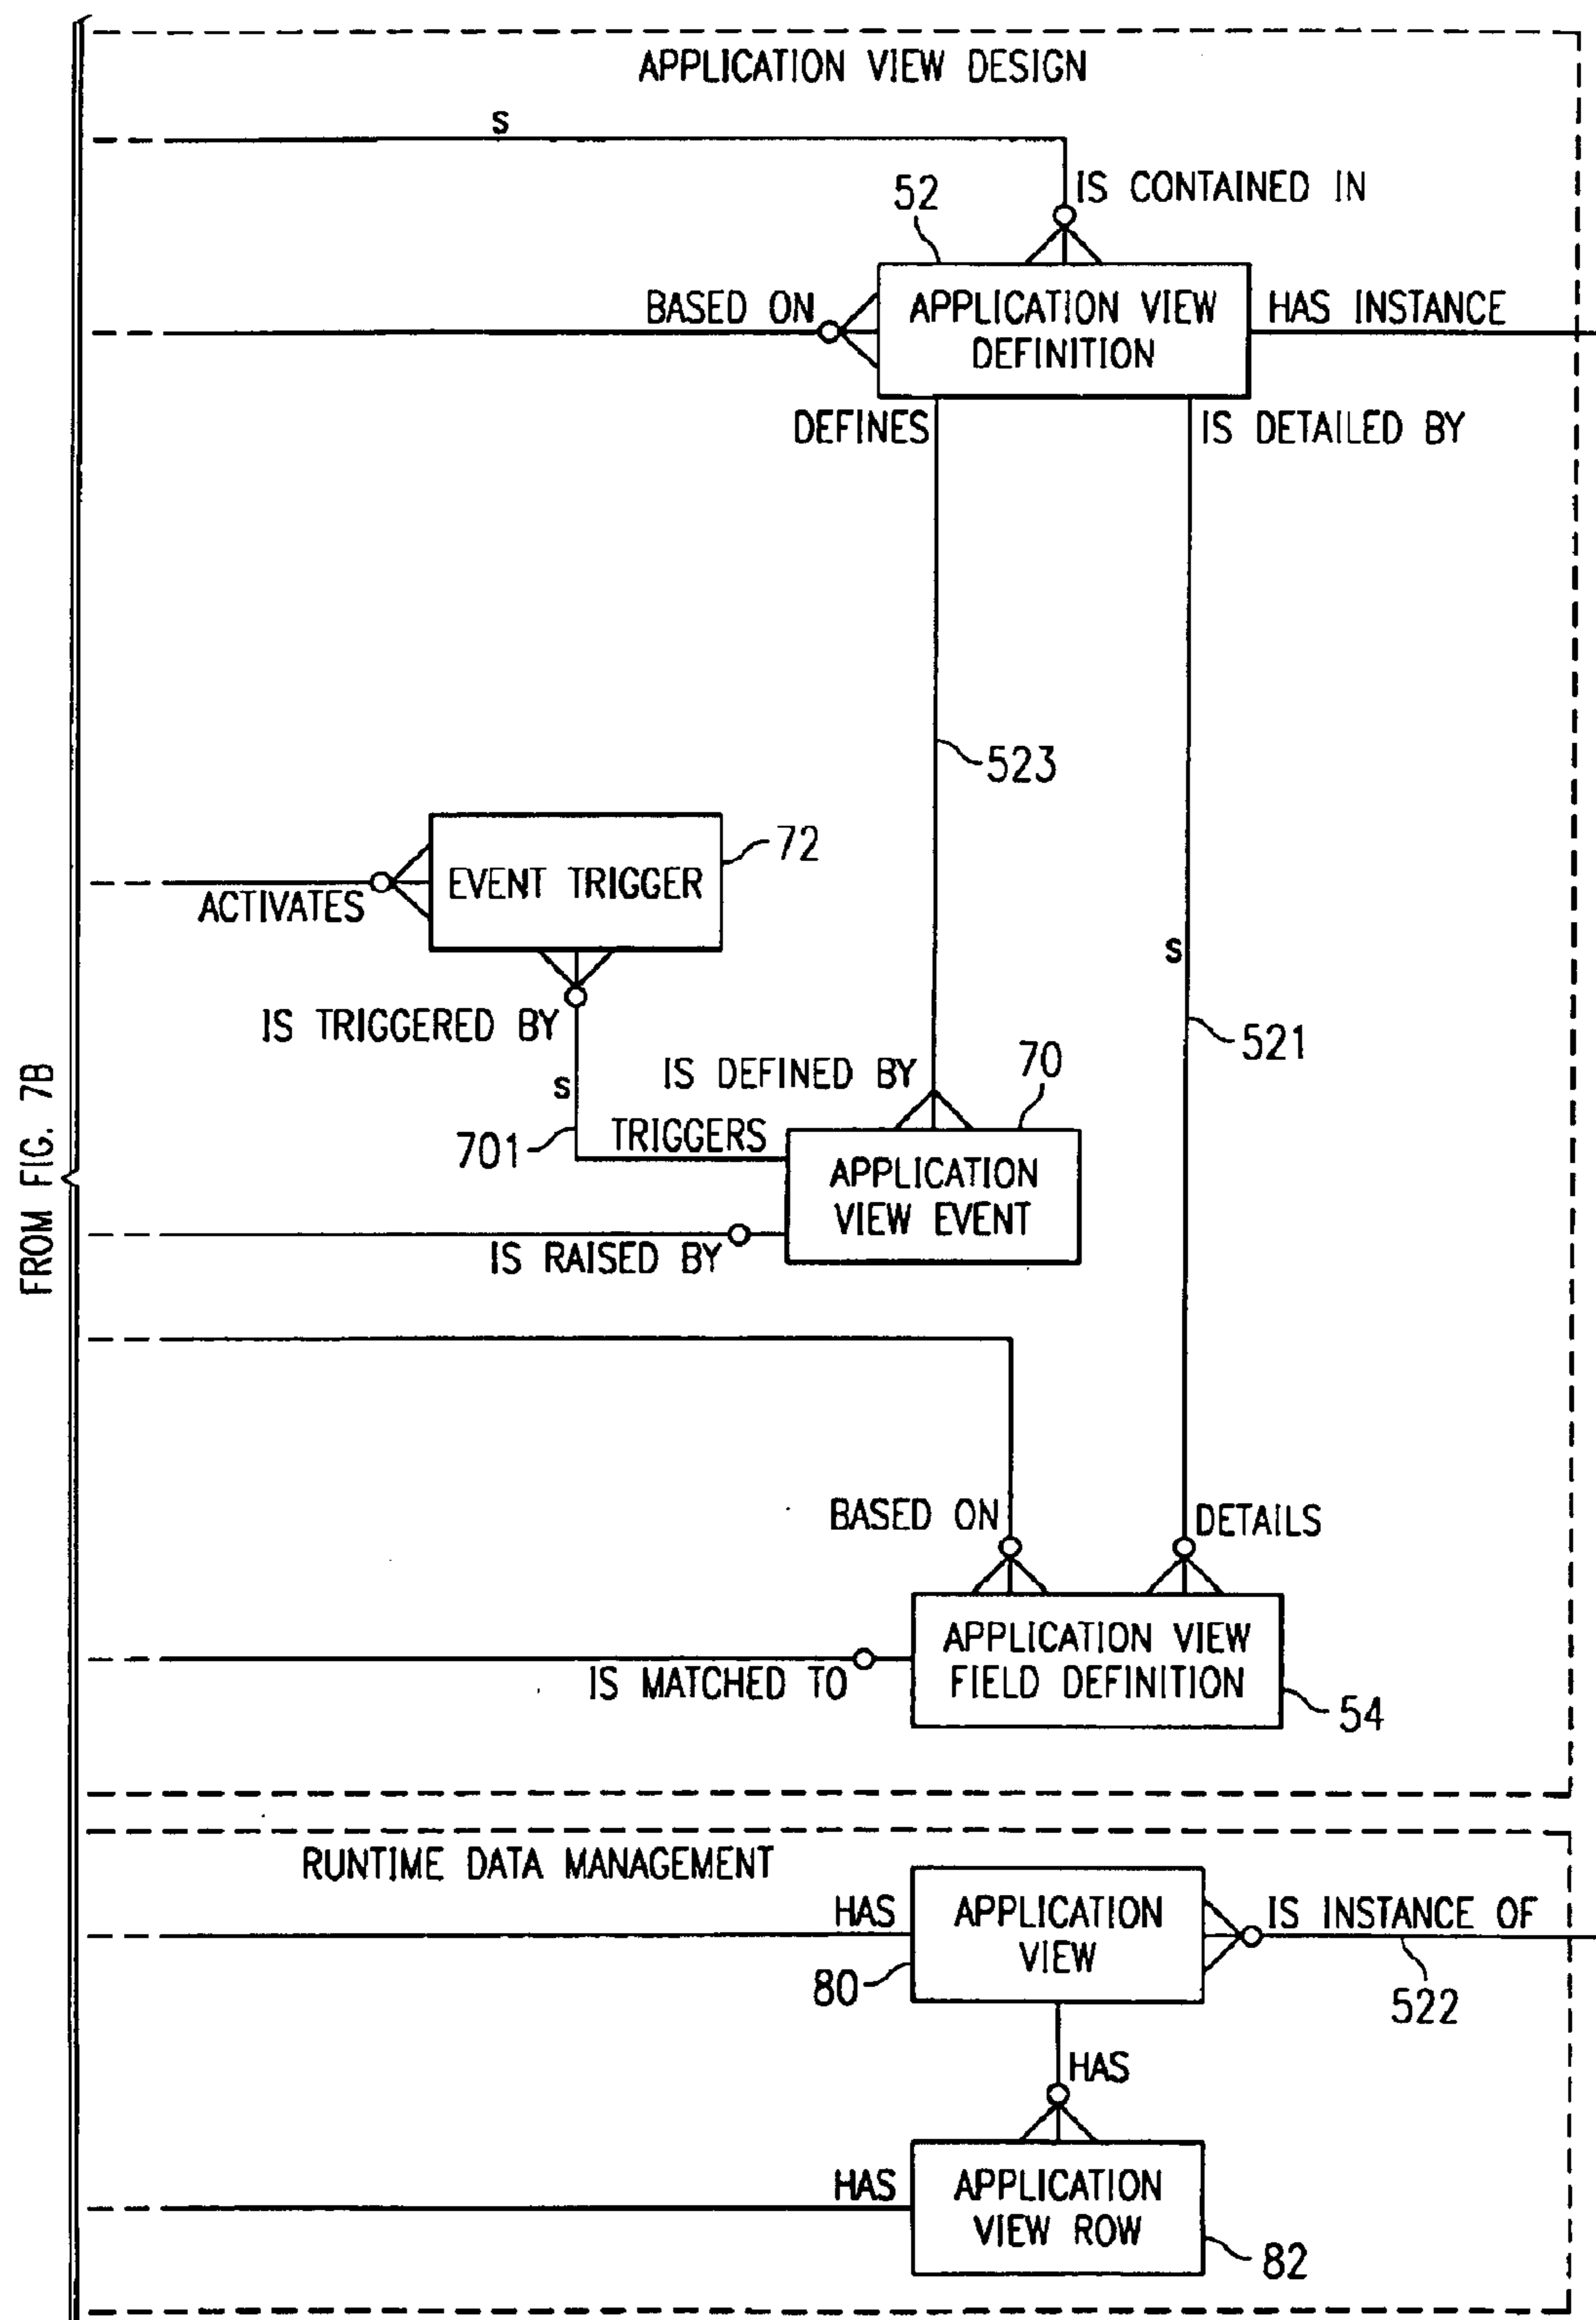 APPLICATION VIEW DESIGN
S
IS CONTAINED IN
52
BASED ON
APPLICATION VIEW
DEFINITION
HAS INSTANCE
DEFINES
IS DETAILED BY
523
72
EVENT TRIGGER
ACTIVATES
S
IS TRIGGERED BY
521
70
IS DEFINED BY
S
701
TRIGGERS
APPLICATION
VIEW EVENT
IS RAISED BY
FROM FIG. 7B
BASED ON
DETAILS
APPLICATION VIEW
FIELD DEFINITION
IS MATCHED TO
54
RUNTIME DATA MANAGEMENT
HAS
APPLICATION
VIEW
IS INSTANCE OF
80
522
HAS
HAS
APPLICATION
VIEW ROW
82